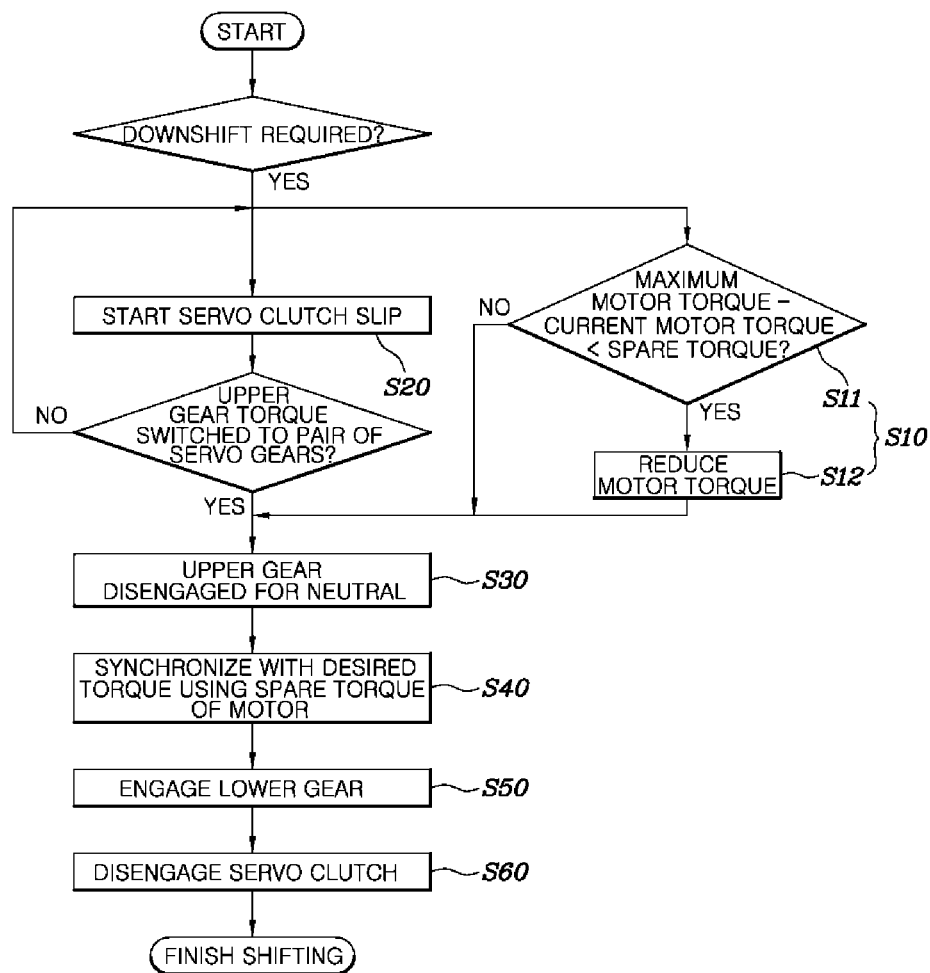 START
DOWNSHIFT REQUIRED?
YES
START SERVO CLUTCH SLIP
S20
UPPER
GEAR TORQUE
SWITCHED TO PAIR OF
SERVO GEARS?
NO
YES
MAXIMUM
MOTOR TORQUE –
CURRENT MOTOR TORQUE
< SPARE TORQUE?
NO
S11
YES
REDUCE
MOTOR TORQUE
S12
S10
UPPER GEAR
DISENGAGED FOR NEUTRAL
S30
SYNCHRONIZE WITH DESIRED
TORQUE USING SPARE TORQUE
OF MOTOR
S40
ENGAGE LOWER GEAR
S50
DISENGAGE SERVO CLUTCH
S60
FINISH SHIFTING